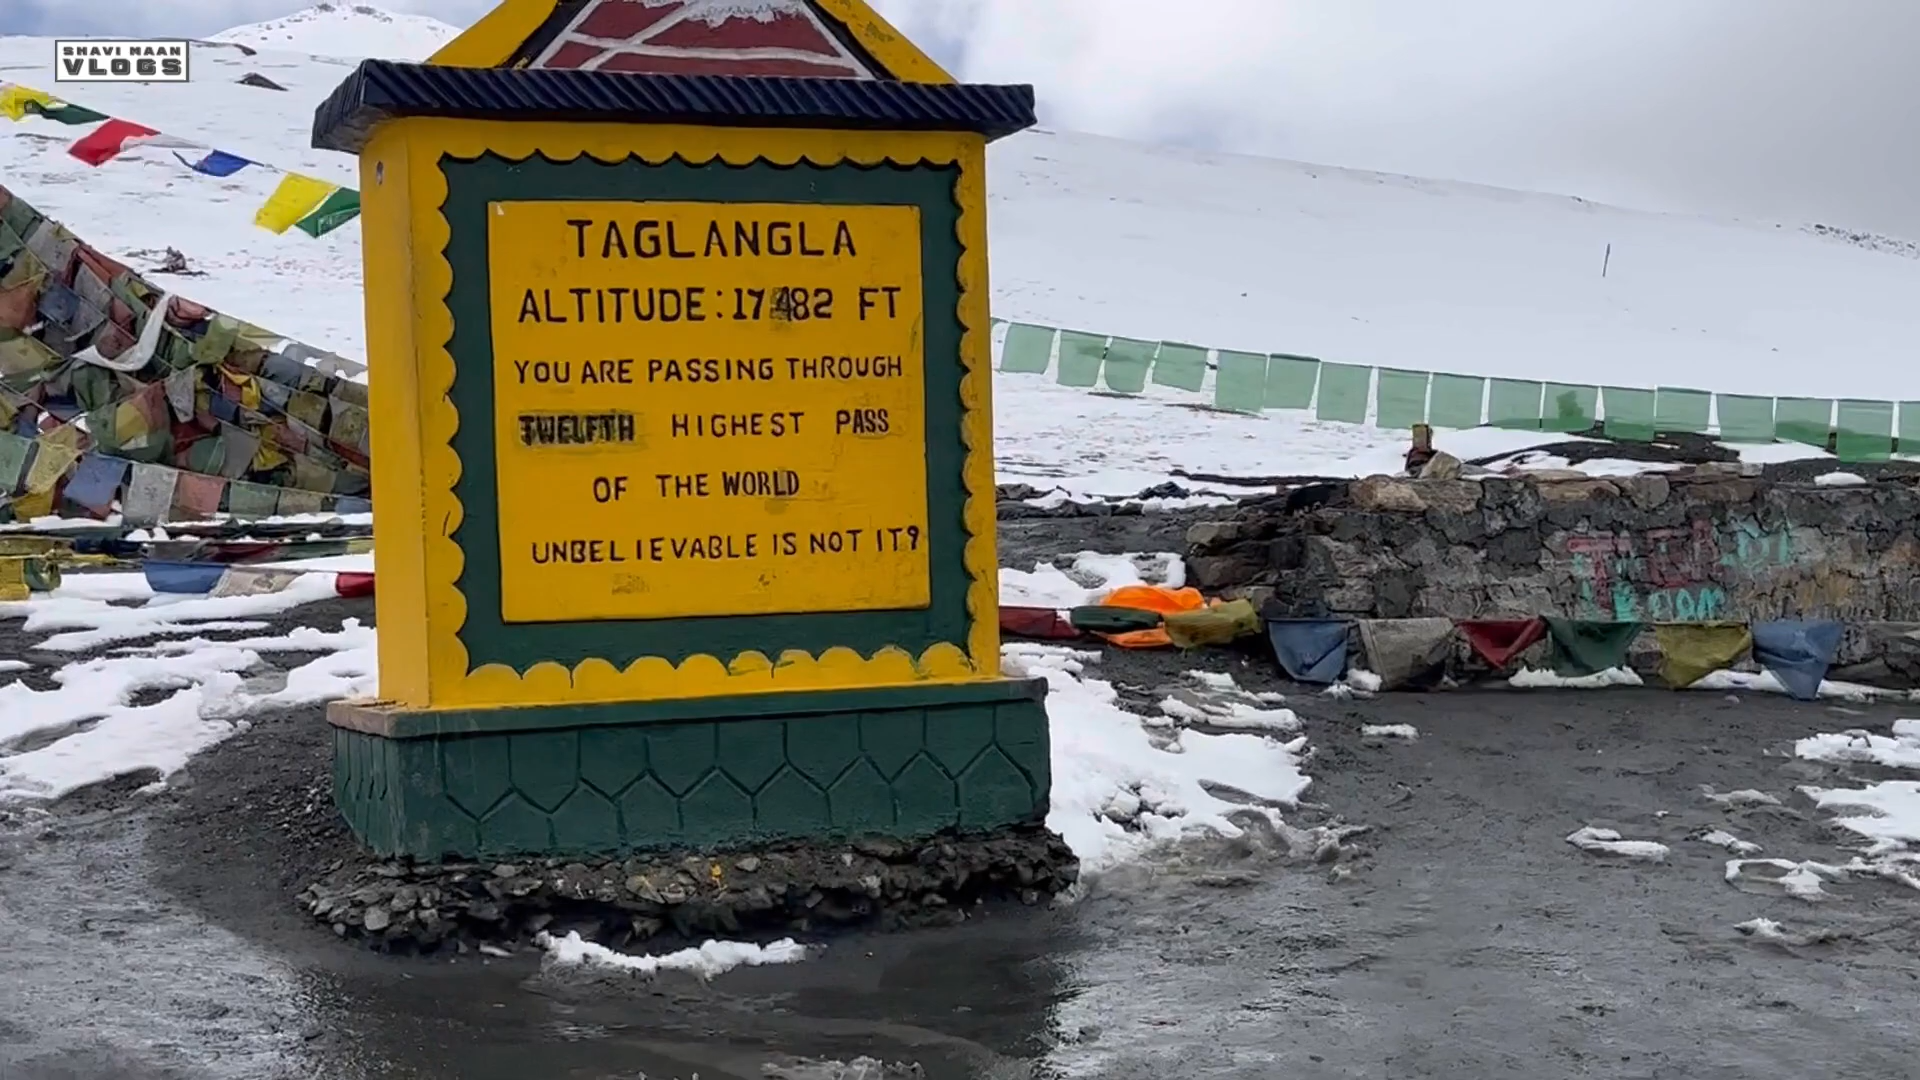 SHAVI MAAN
VLOGS
TAGLANGLA
ALTITUDE: 17482 FT
YOU ARE PASSING THROUGH
TWELFTH HIGHEST PASS
OF THE WORLD
UNBELIEVABLE IS NOT IT?